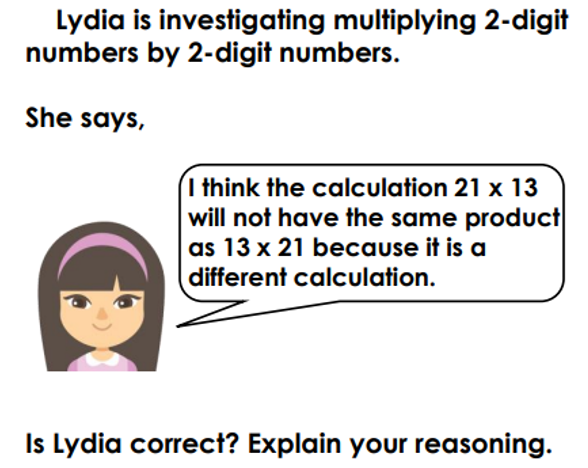 Lydia is investigating multiplying 2-digit
numbers by 2-digit numbers.
She says,
I think the calculation 21 x 13
will not have the same product
as 13 x 21 because it is a
different calculation.
Is Lydia correct? Explain your reasoning.